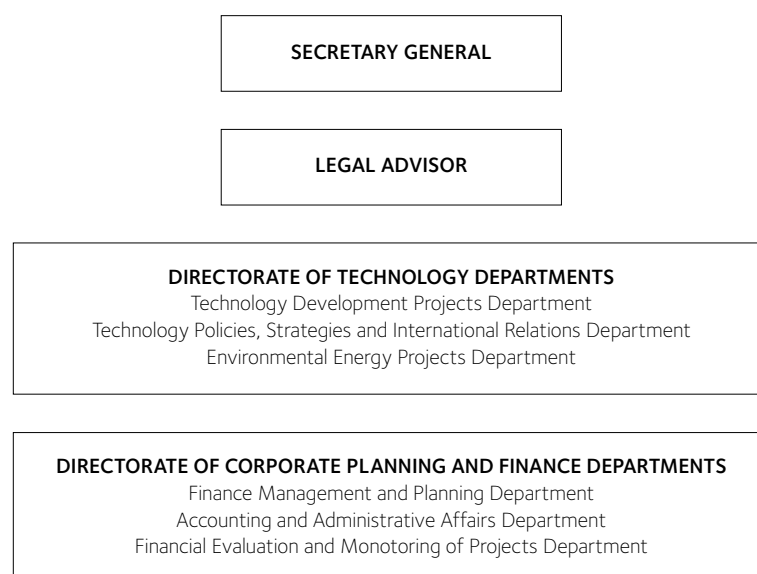 SECRETARY GENERAL
LEGAL ADVISOR
DIRECTORATE OF TECHNOLOGY DEPARTMENTS
Technology Development Projects Department
Technology Policies, Strategies and International Relations Department
Environmental Energy Projects Department
DIRECTORATE OF CORPORATE PLANNING AND FINANCE DEPARTMENTS
Finance Management and Planning Department
Accounting and Administrative Affairs Department
Financial Evaluation and Monotoring of Projects Department